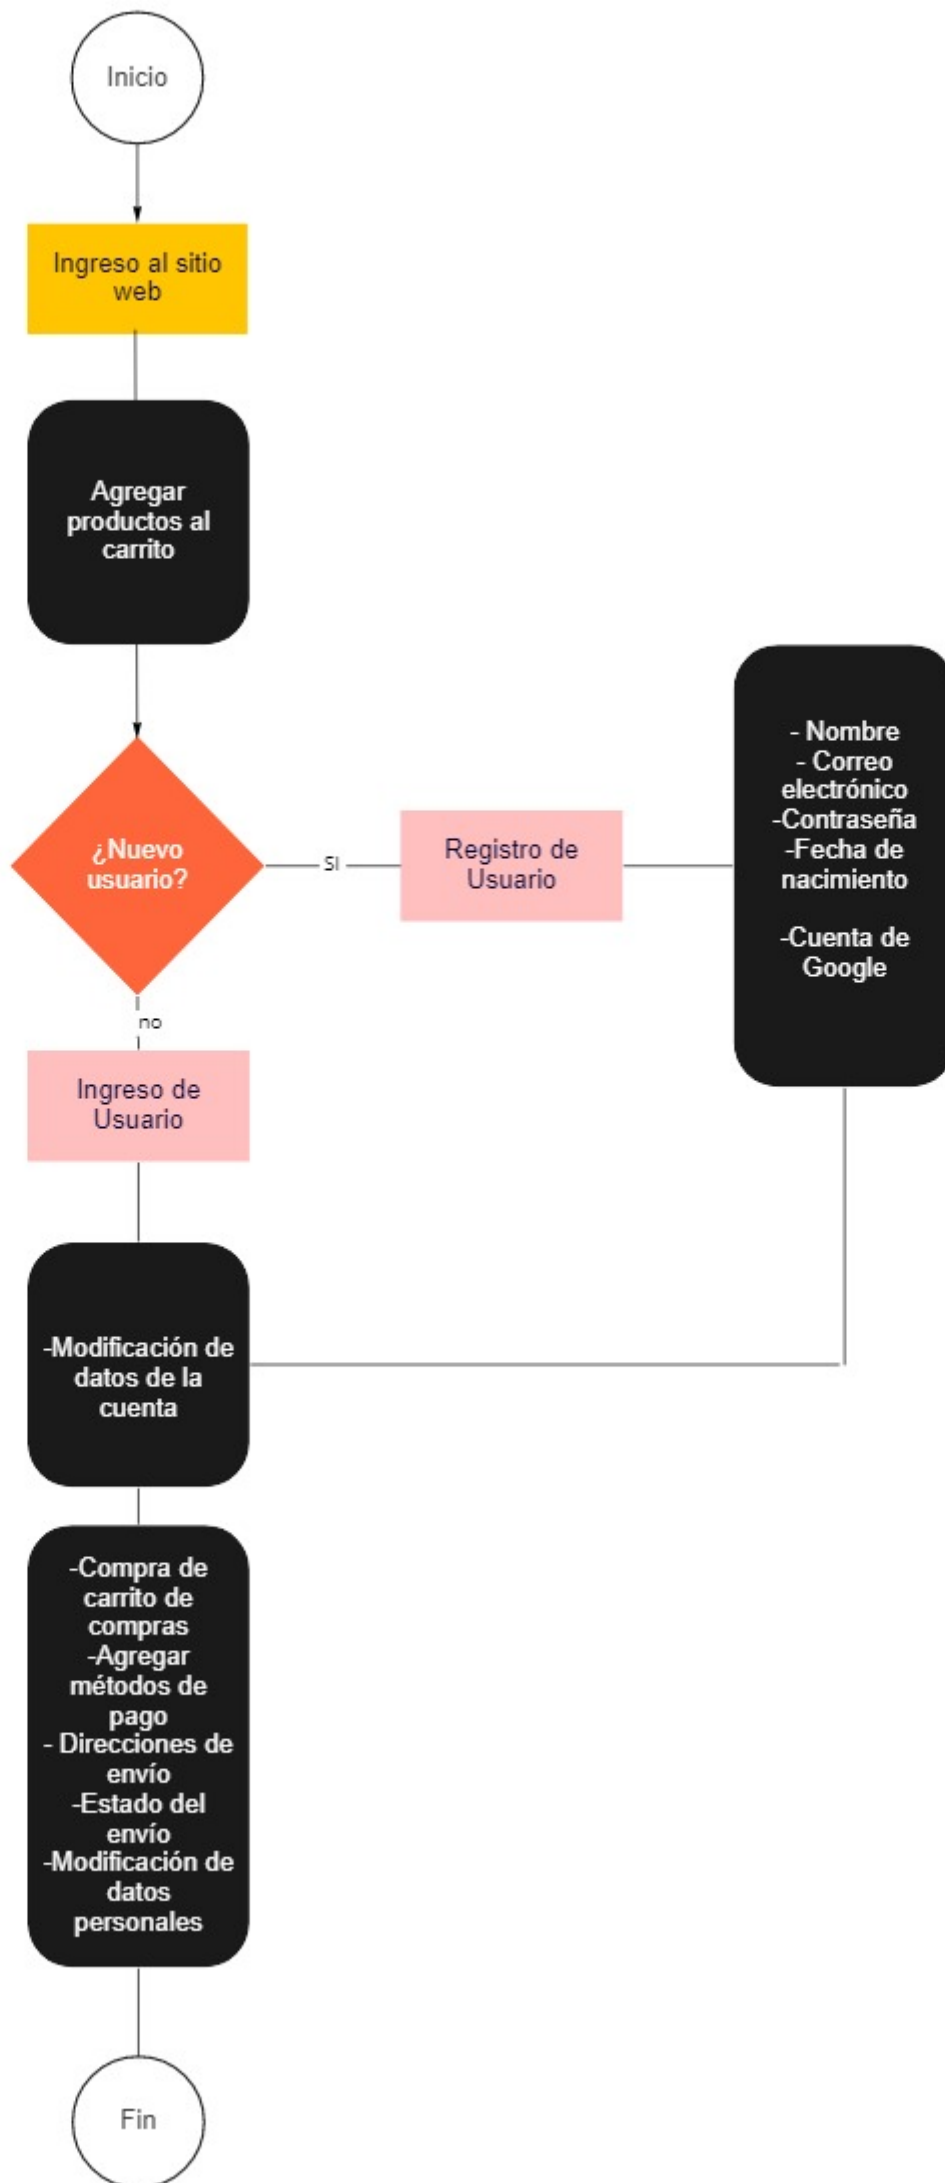 Inicio
Ingreso al sitio
web
Agregar
productos al
carrito
¿Nuevo
usuario?
SI
Registro de
Usuario
- Nombre
- Correo
electrónico
-Contraseña
-Fecha de
nacimiento
-Cuenta de
Google
no
Ingreso de
Usuario
-Modificación de
datos de la
cuenta
-Compra de
carrito de
compras
-Agregar
métodos de
pago
- Direcciones de
envío
-Estado del
envío
-Modificación de
datos
personales
Fin